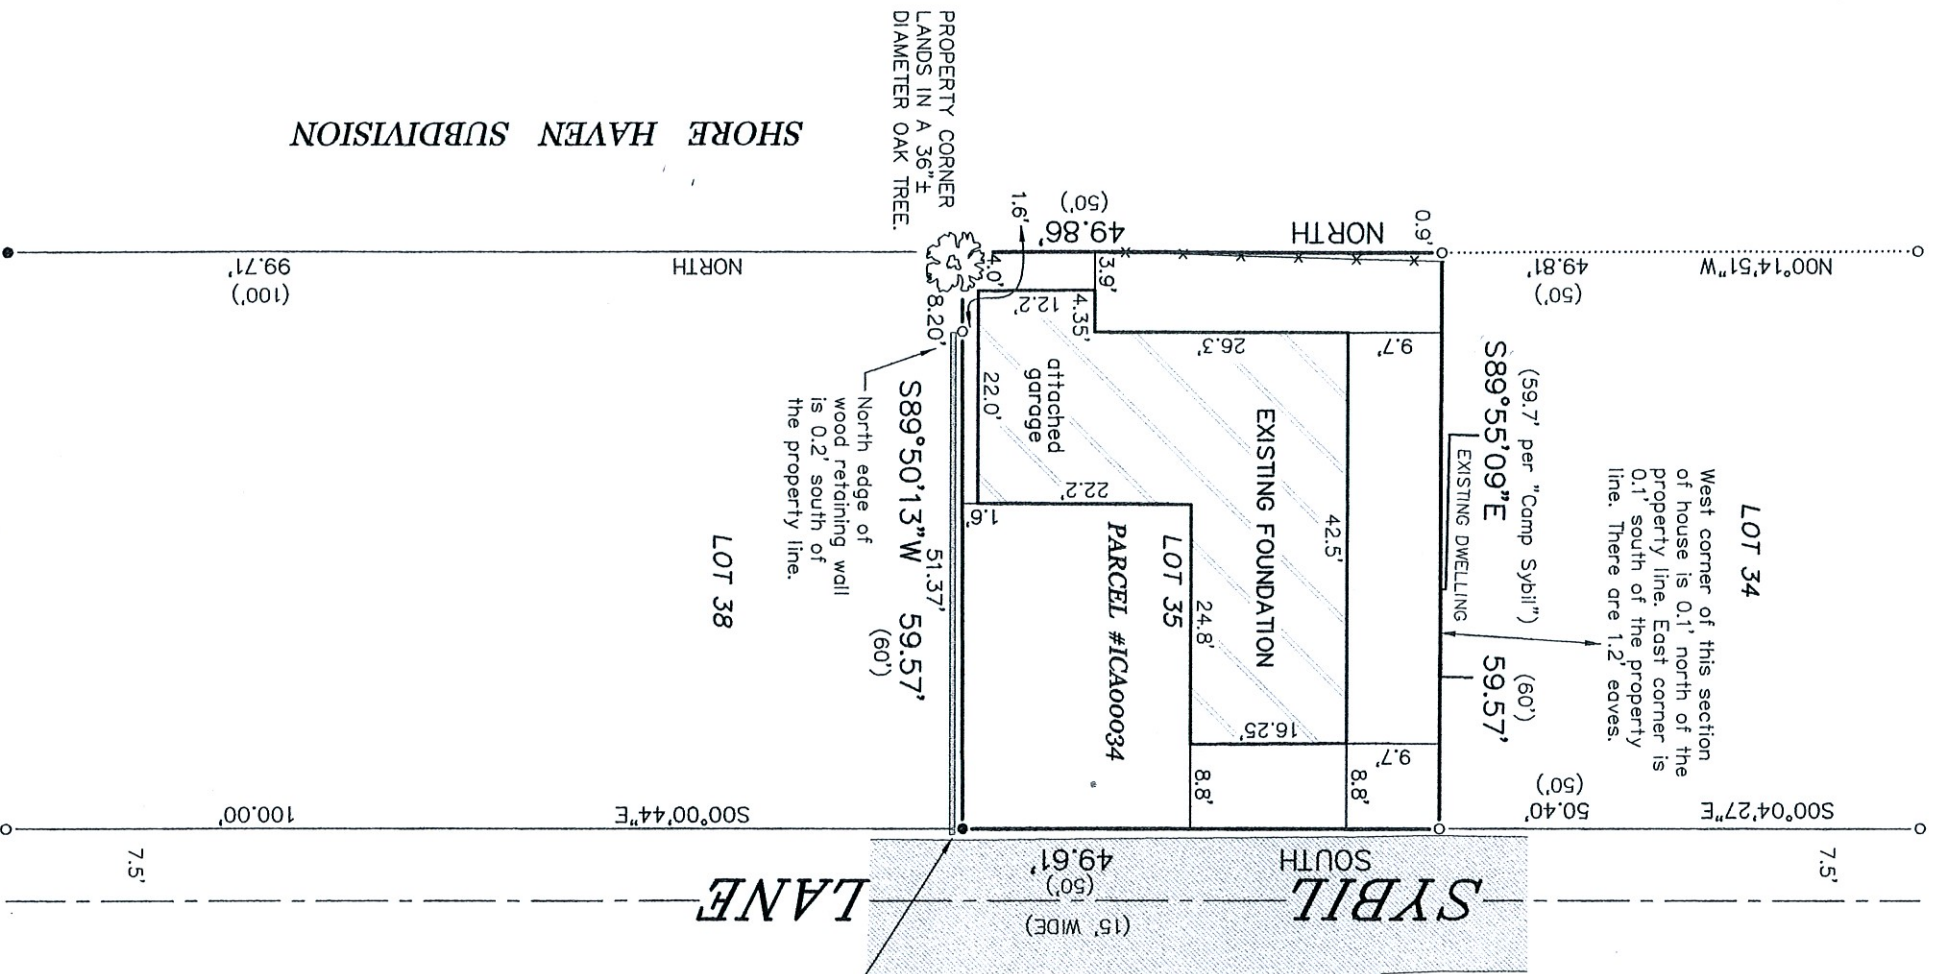 PROPERTY CORNER
LANDS IN A 36"±
DIAMETER OAK TREE.
SHORE HAVEN SUBDIVISION
99.71'
(100')
NORTH
1.6'
49.86'
(50')
NORTH
0.9'
49.81'
(50')
N00°14'51"W
4.0'
3.9'
8.20'
12.2'
4.35'
26.3'
9.7'
22.0'
attached
garage
22.2'
1.6'
EXISTING FOUNDATION
42.5'
24.8'
16.25'
9.7'
8.8'
8.8'
LOT 35
PARCEL #ICA00034
North edge of
wood retaining wall
is 0.2' south of
the property line.
S89°50'13"W 59.57'
(60')
51.37'
LOT 38
(59.7' per "Camp Sybil")
S89°55'09"E
(60')
59.57'
EXISTING DWELLING
LOT 34
West corner of this section
of house is 0.1' north of the
property line. East corner is
0.1' south of the property
line. There are 1.2' eaves.
100.00'
S00°00'44"E
49.61'
(50')
SOUTH
50.40'
(50')
S00°04'27"E
7.5'
7.5'
SYBIL LANE
(15' WIDE)